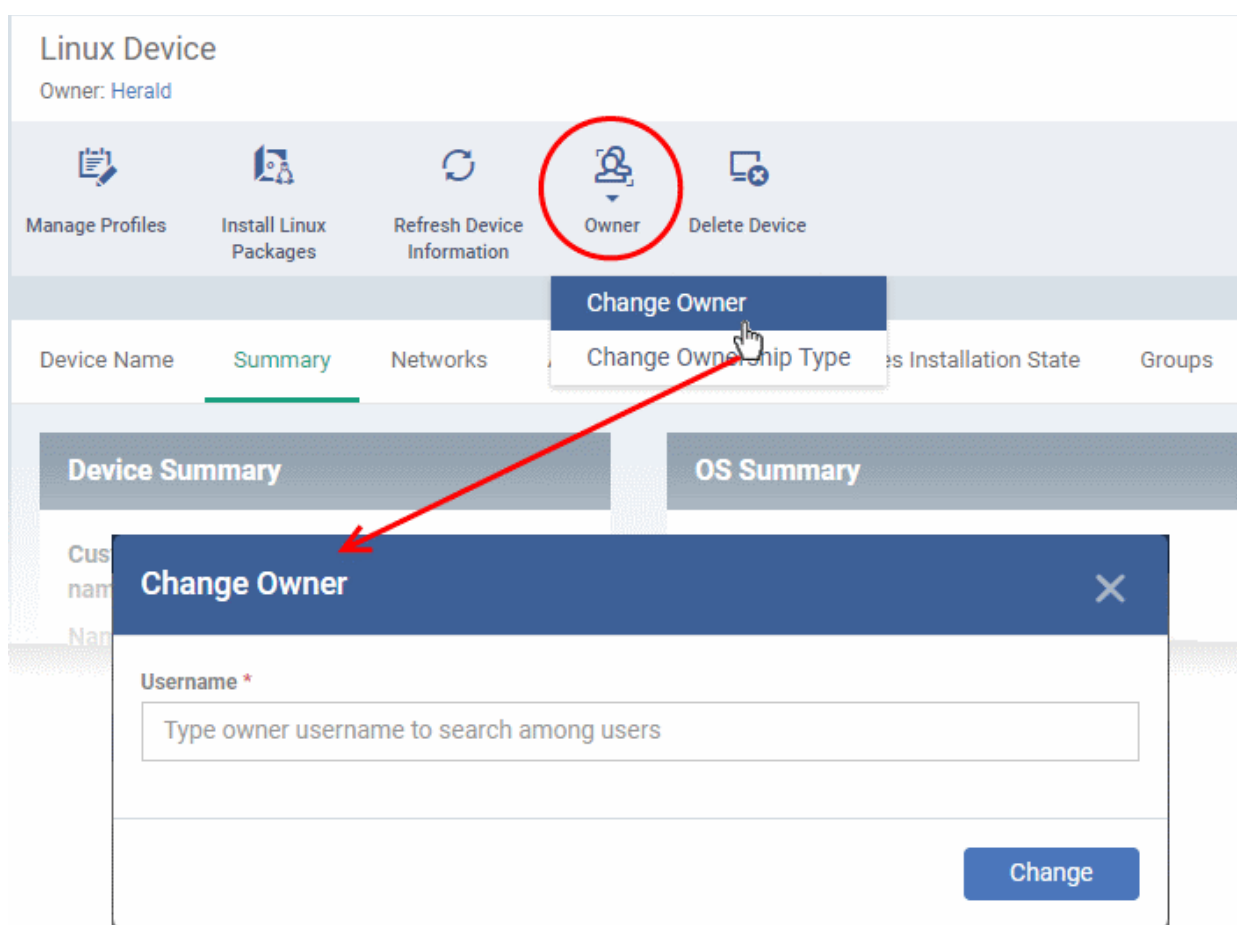 Linux Device
Owner: Herald
Manage Profiles
Install Linux
Packages
Refresh Device
Information
Owner
Delete Device
Change Owner
Change Ownership Type
Device Name
Summary
Networks
Installation State
Groups
Device Summary
OS Summary
Change Owner
Username *
Type owner username to search among users
Change